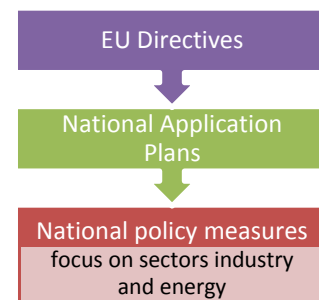 EU Directives
National Application
Plans
National policy measures
focus on sectors industry
and energy